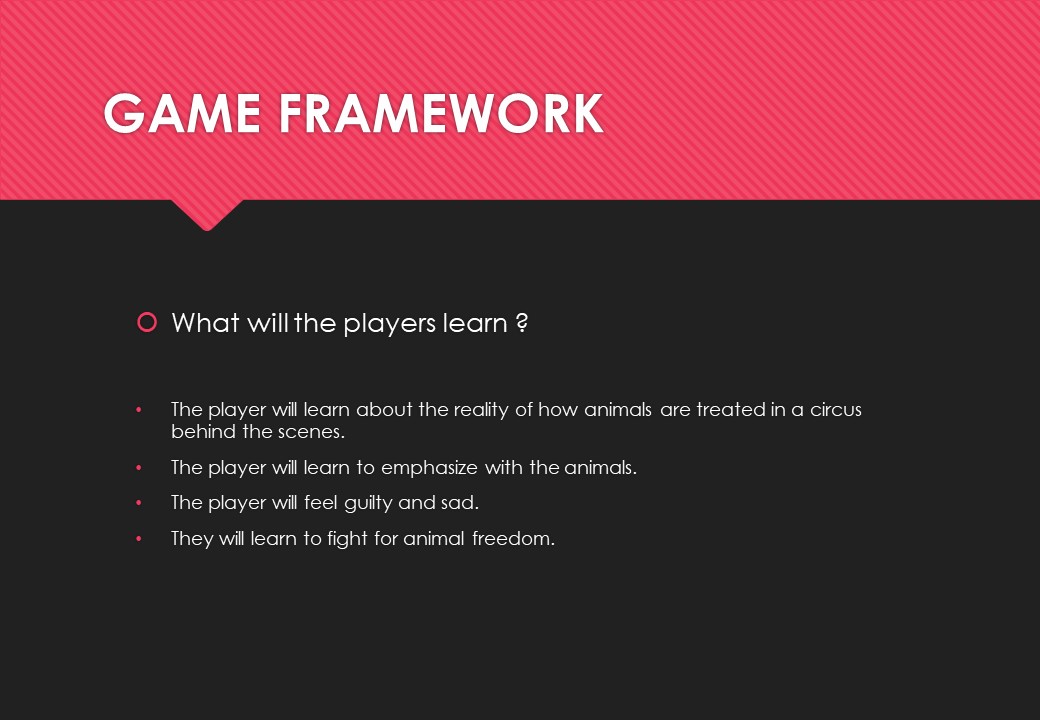 GAME FRAMEWORK
What will the players learn ?
The player will learn about the reality of how animals are treated in a circus
behind the scenes.
The player will learn to emphasize with the animals.
The player will feel guilty and sad.
They will learn to fight for animal freedom.